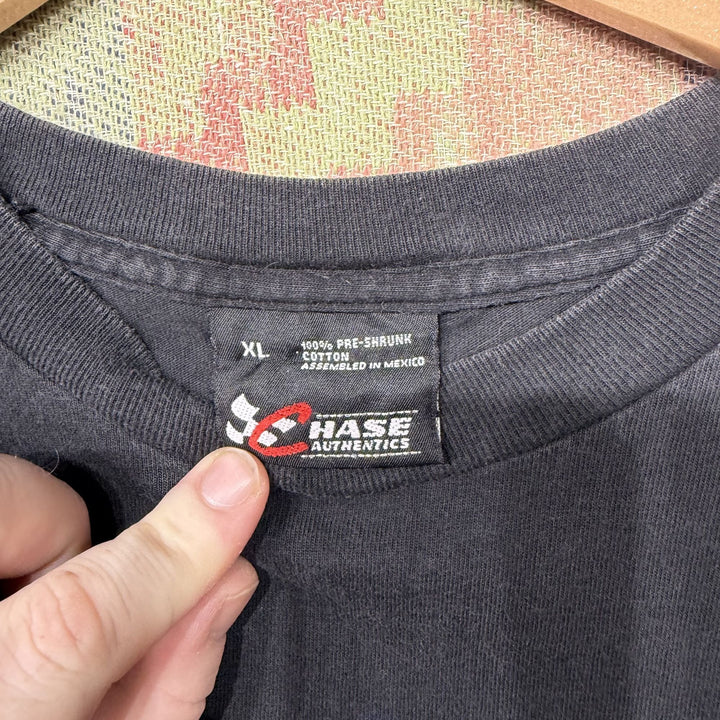 XL
100% PRE-SHRUNK
COTTON
ASSEMBLED IN MEXICO
CHASE
AUTHENTICS